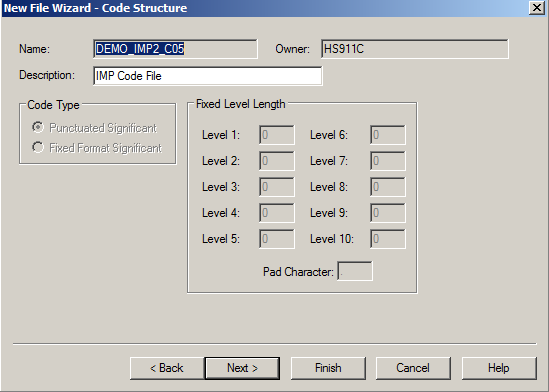 New File Wizard - Code Structure
Name: DEMO_IMP2_C05 Owner: HS911C
Description: IMP Code File
Code Type
Punctuated Significant
Fixed Format Significant
Fixed Level Length
Level 1: 0 Level 6: 0
Level 2: 0 Level 7: 0
Level 3: 0 Level 8: 0
Level 4: 0 Level 9: 0
Level 5: 0 Level 10: 0
Pad Character: .
< Back Next > Finish Cancel Help